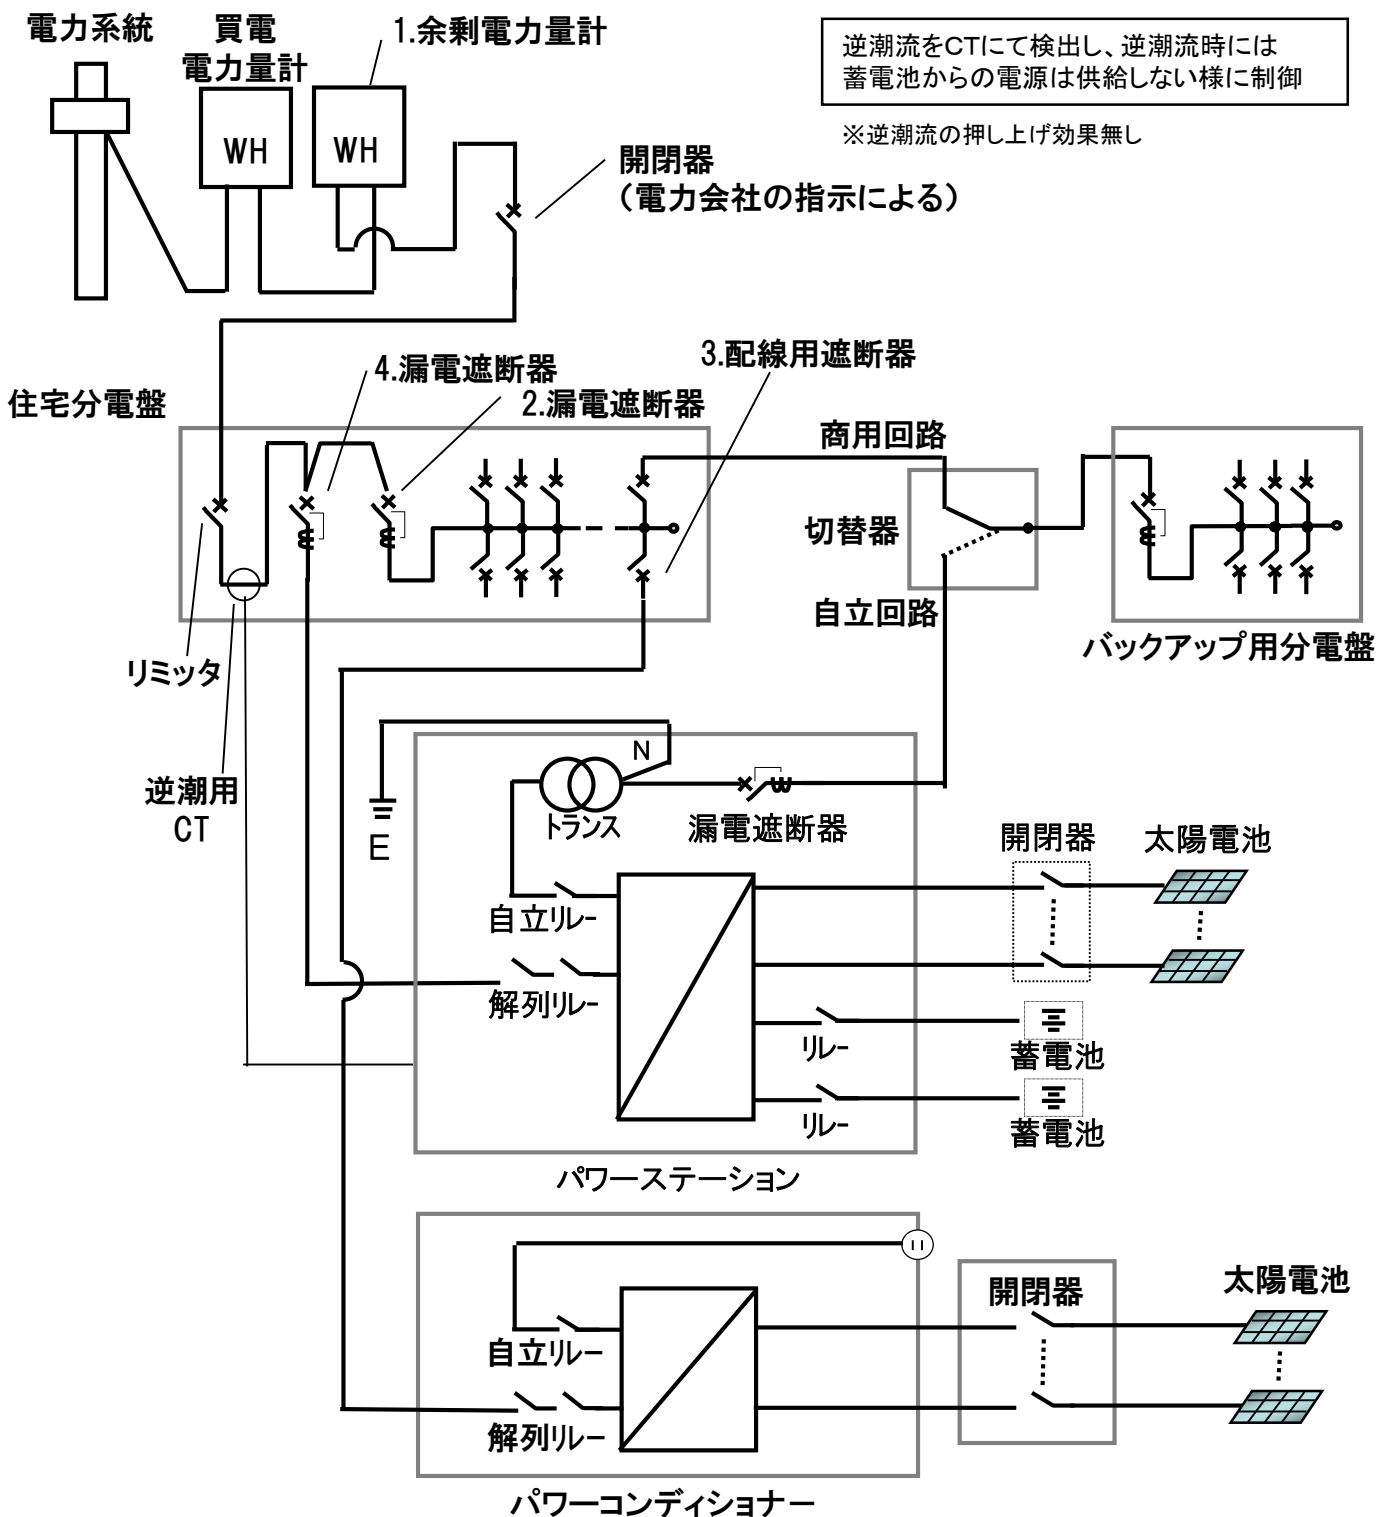 電力系統
買電
電力量計
1.余剰電力量計
逆潮流をCTにて検出し、逆潮流時には
蓄電池からの電源は供給しない様に制御
※逆潮流の押し上げ効果無し
WH
WH
開閉器
（電力会社の指示による）
住宅分電盤
4.漏電遮断器
2.漏電遮断器
3.配線用遮断器
商用回路
切替器
自立回路
バックアップ用分電盤
リミッタ
逆潮用
CT
N
E
トランス
漏電遮断器
開閉器
太陽電池
自立リレー
解列リレー
リレー
蓄電池
リレー
蓄電池
パワーステーション
開閉器
太陽電池
自立リレー
解列リレー
パワーコンディショナー